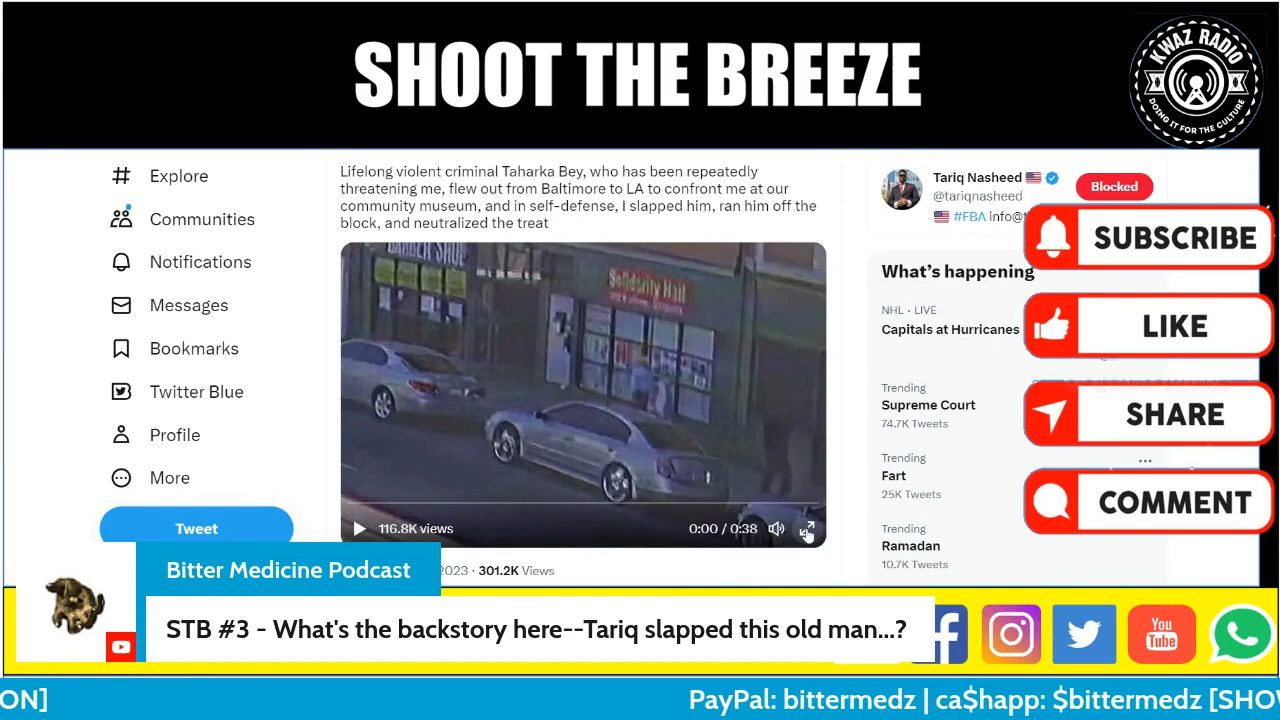 SHOOT THE BREEZE
KWAZ RADIO
DOING IT FOR THE CULTURE
Explore
Communities
Notifications
Messages
Bookmarks
Twitter Blue
Profile
More
Tweet
Lifelong violent criminal Taharka Bey, who has been repeatedly
threatening me, flew out from Baltimore to LA to confront me at our
community museum, and in self-defense, I slapped him, ran him off the
block, and neutralized the treat
BARBER SHOP
Solidarity Hall
116.8K views
0:00 / 0:38
2023 · 301.2K Views
Tariq Nasheed
@tariqnasheed
#FBA info@
Blocked
What's happening
NHL · LIVE
Capitals at Hurricanes
Trending
Supreme Court
74.7K Tweets
Trending
Fart
25K Tweets
Trending
Ramadan
10.7K Tweets
SUBSCRIBE
LIKE
SHARE
COMMENT
Bitter Medicine Podcast
STB #3 - What's the backstory here--Tariq slapped this old man...?
You
Tube
ON]
PayPal: bittermedz | ca$happ: $bittermedz [SHOW